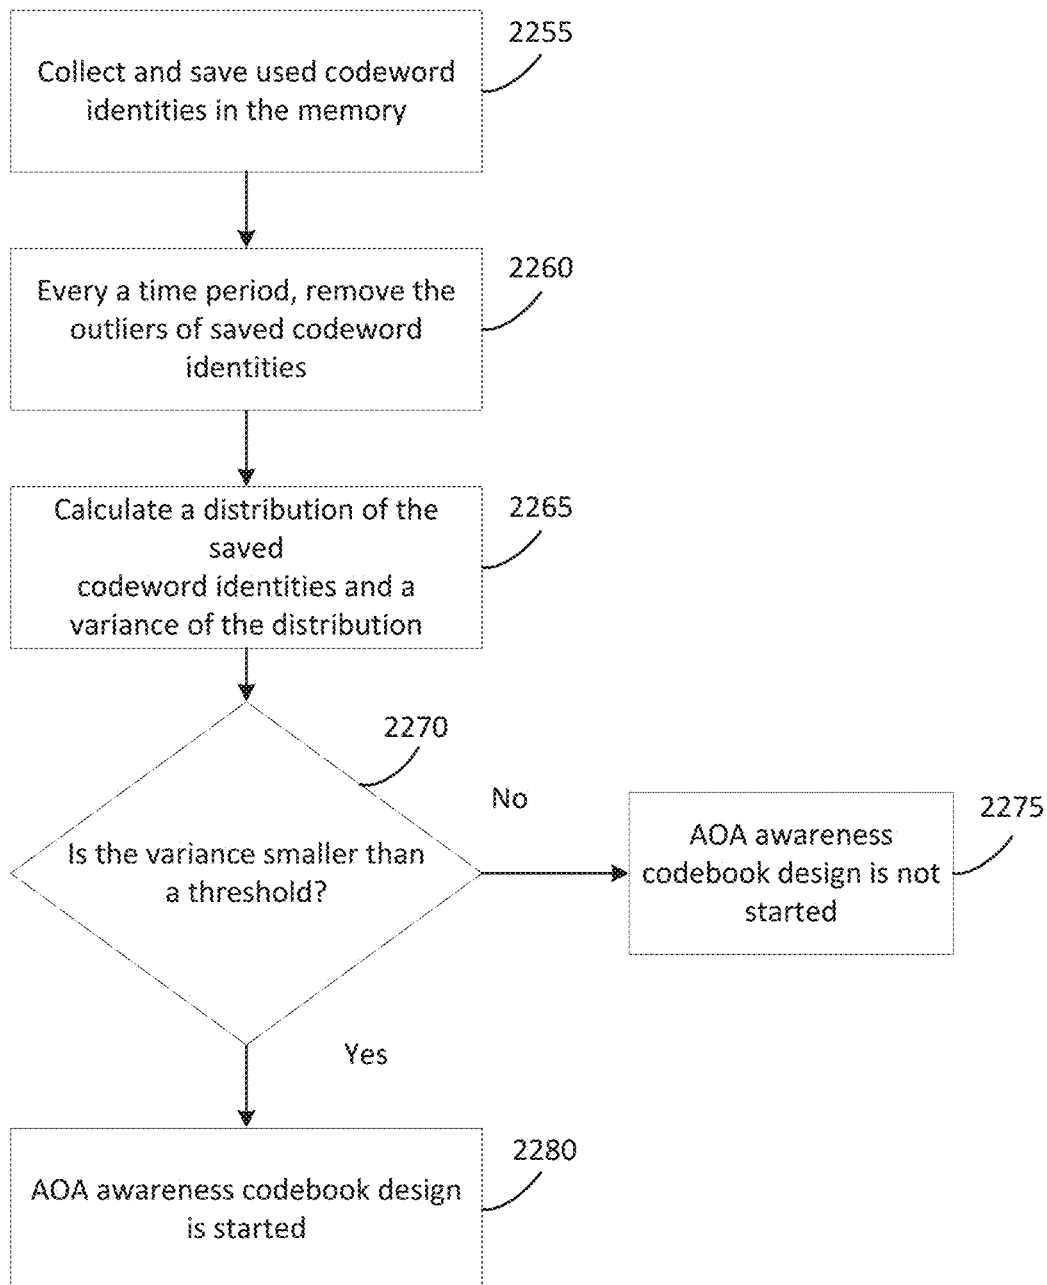 2255
Collect and save used codeword
identities in the memory
2260
Every a time period, remove the
outliers of saved codeword
identities
2265
Calculate a distribution of the
saved
codeword identities and a
variance of the distribution
2270
Is the variance smaller than
a threshold?
No
2275
AOA awareness
codebook design is not
started
Yes
2280
AOA awareness codebook design
is started